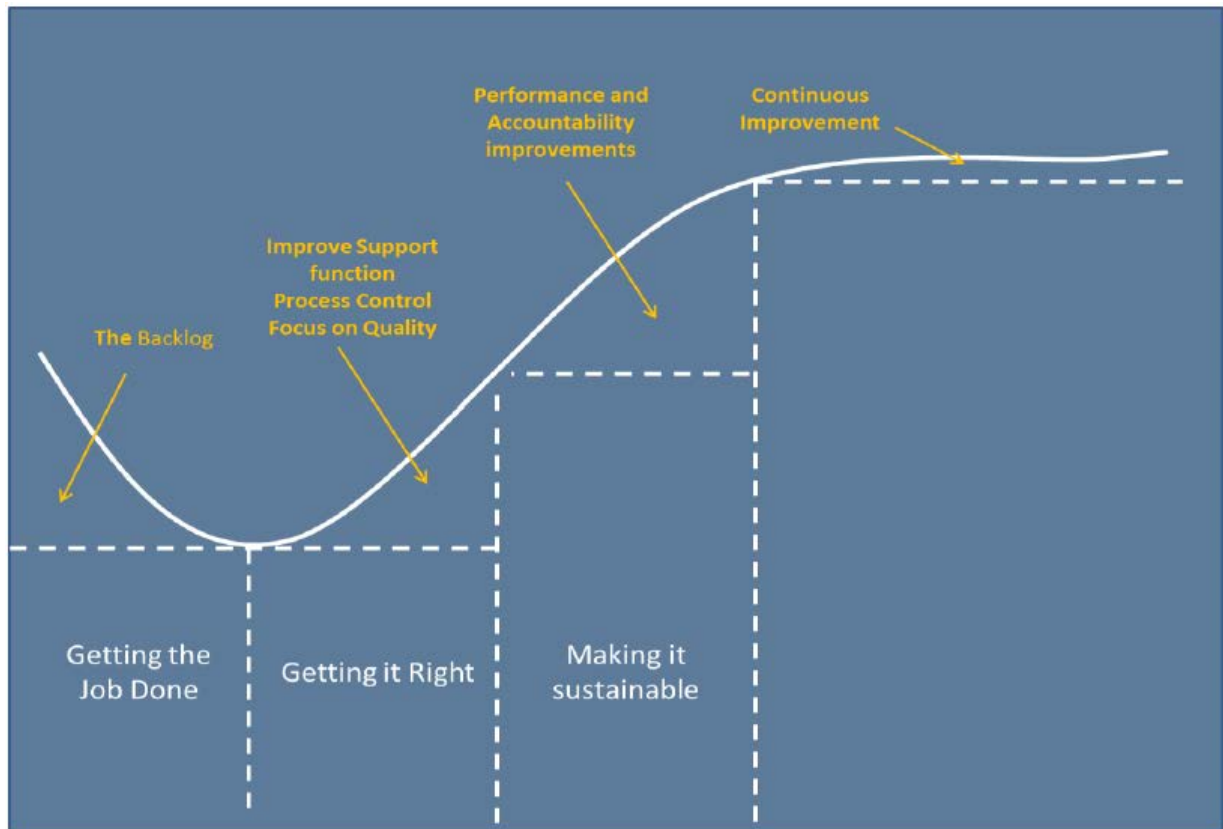 Performance and
Accountability
improvements
Continuous
Improvement
Improve Support
function
Process Control
Focus on Quality
The Backlog
Getting the
Job Done
Getting it Right
Making it
sustainable